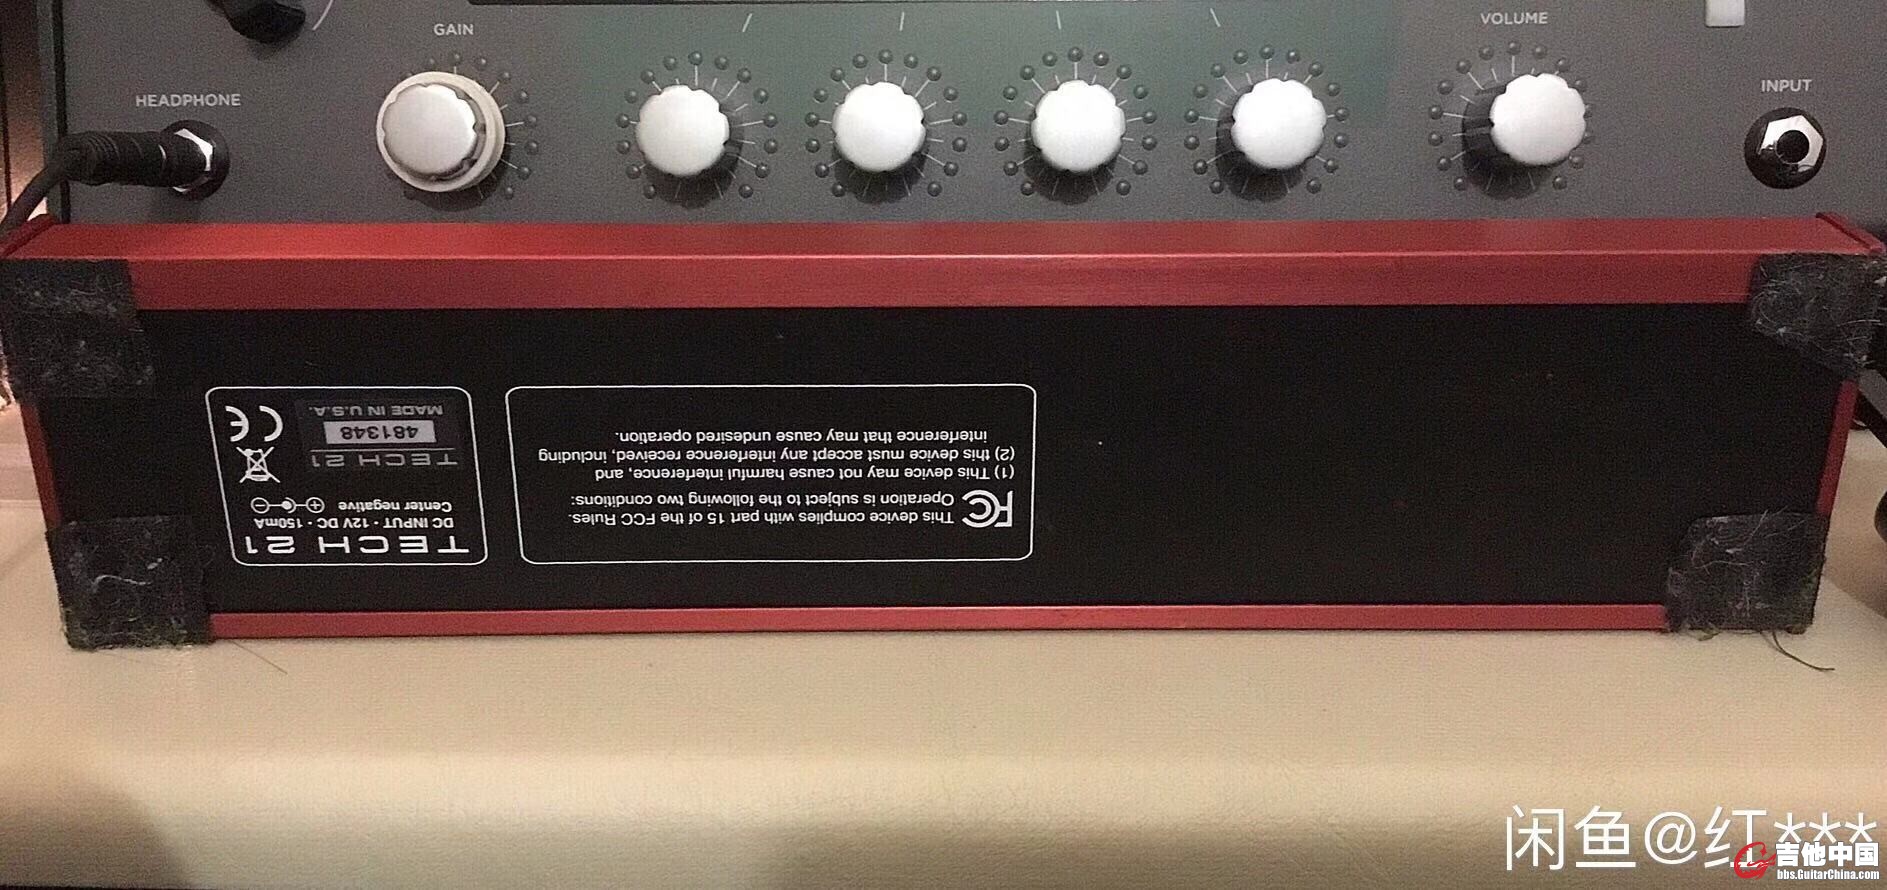 GAIN
VOLUME
HEADPHONE
INPUT
TECH 21
DC INPUT · 12V DC · 150mA
Center negative
TECH 21
481348
MADE IN U.S.A.
CE
FC
This device complies with part 15 of the FCC Rules.
Operation is subject to the following two conditions:
(1) This device may not cause harmful interference, and
(2) this device must accept any interference received, including
interference that may cause undesired operation.
闲鱼@红***
吉他中国
bbs.GuitarChina.com